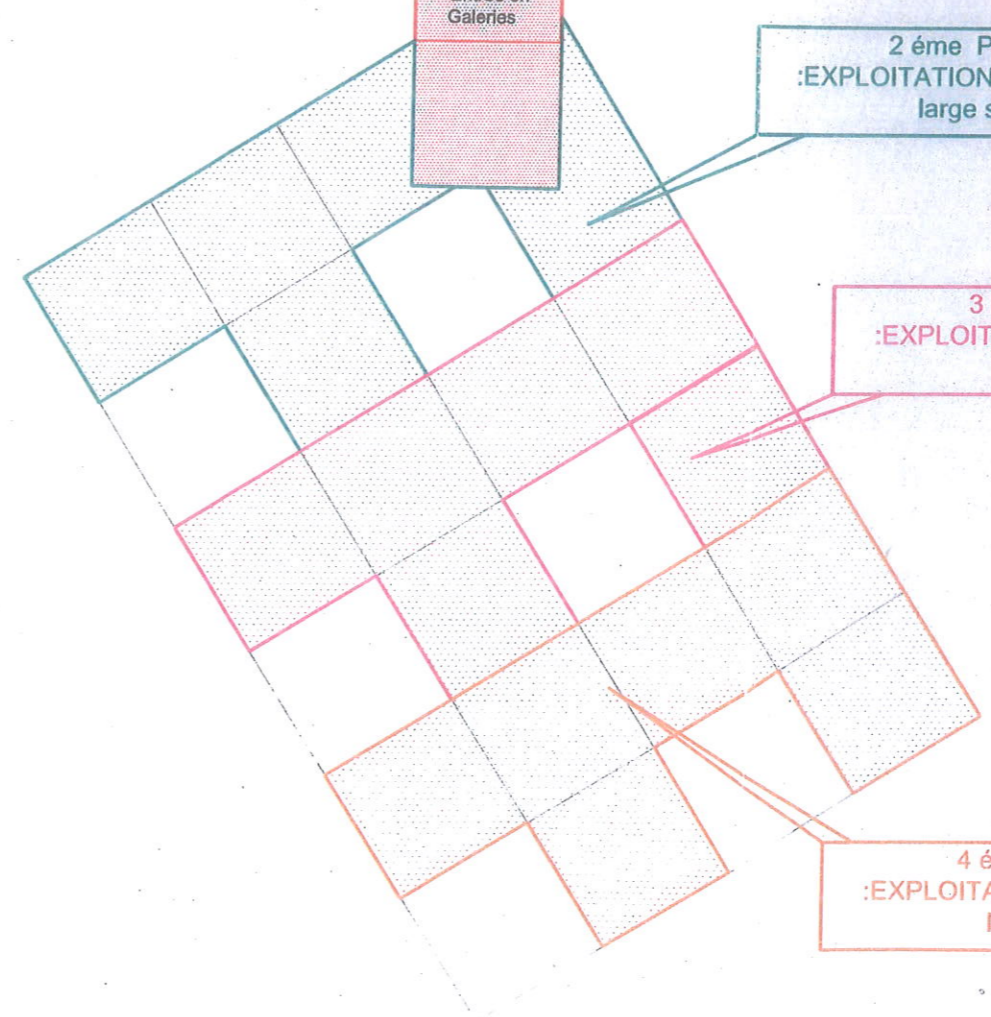 Galeries
2 éme P
:EXPLOITATION
large s
3
:EXPLOIT
4 é
:EXPLOITA